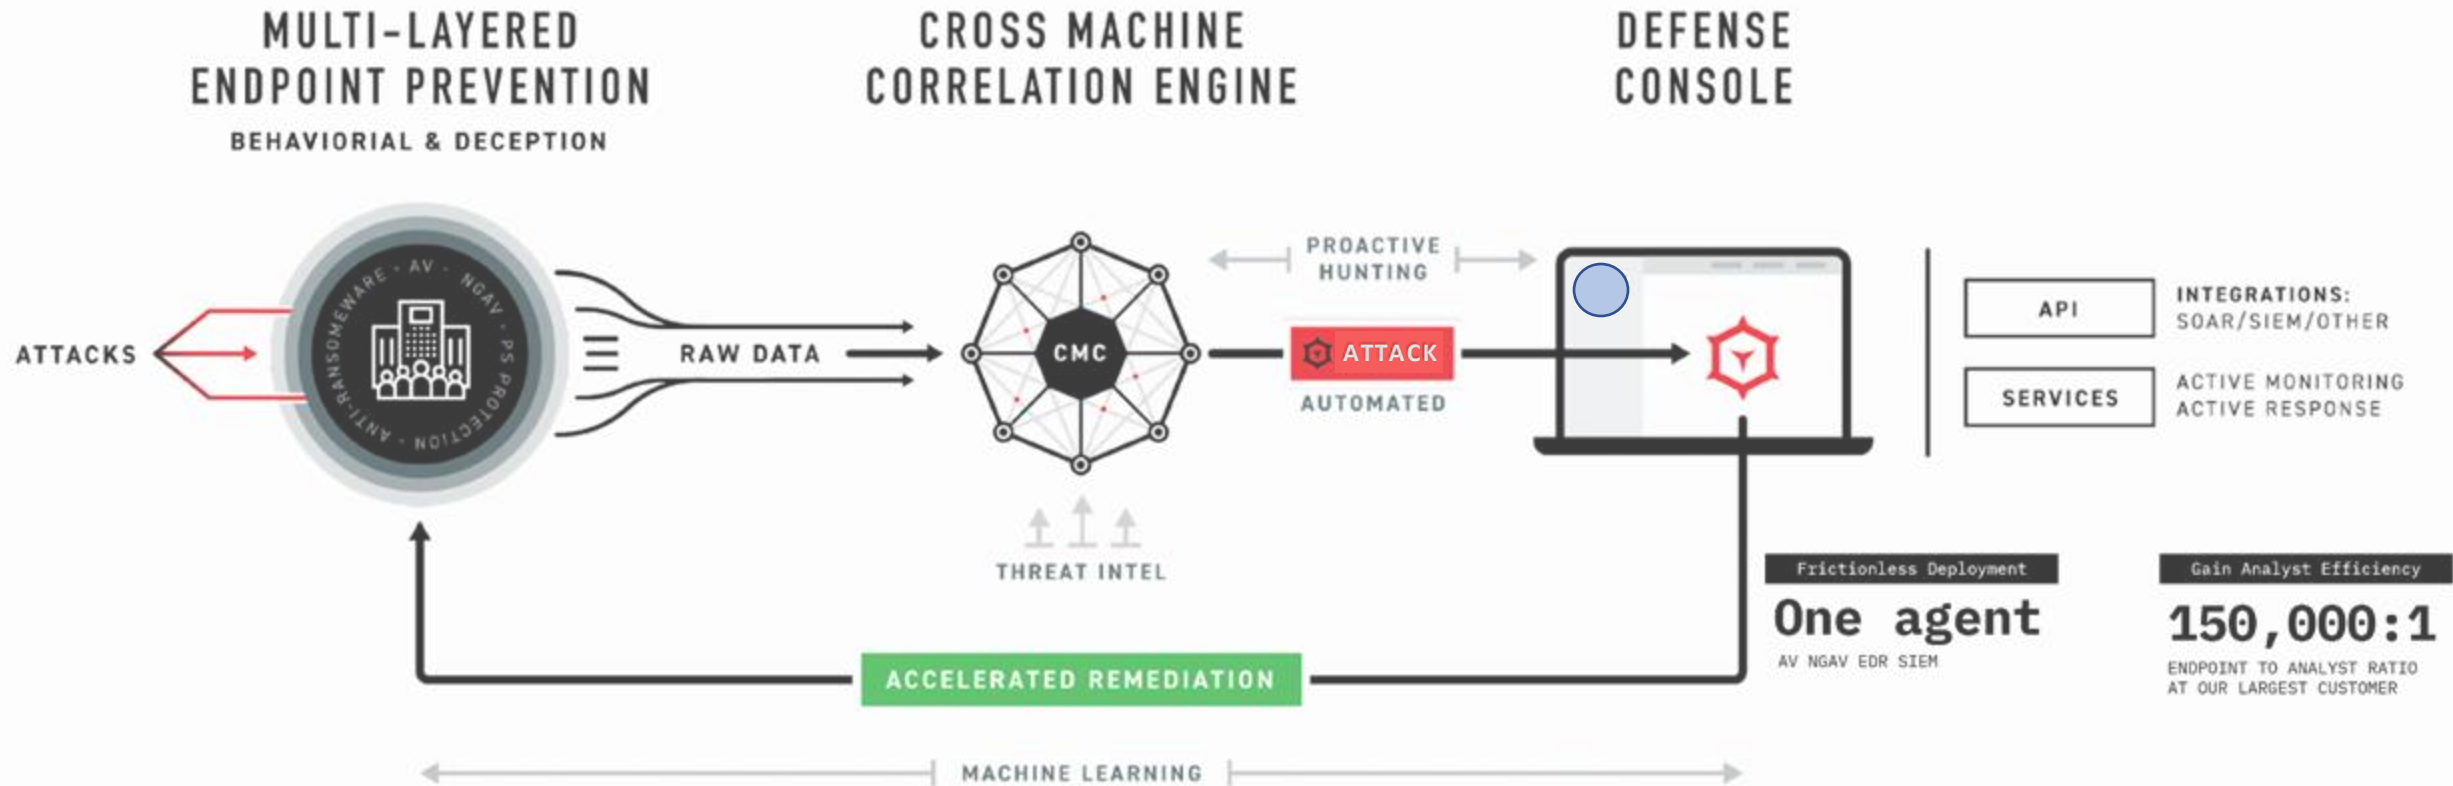 MULTI-LAYERED
ENDPOINT PREVENTION
BEHAVIORIAL & DECEPTION
CROSS MACHINE
CORRELATION ENGINE
DEFENSE
CONSOLE
ATTACKS
ANTI-RANSOMEWARE - AV - NGAV - PS PROTECTION -
RAW DATA
CMC
THREAT INTEL
PROACTIVE
HUNTING
ATTACK
AUTOMATED
API
INTEGRATIONS:
SOAR/SIEM/OTHER
SERVICES
ACTIVE MONITORING
ACTIVE RESPONSE
Frictionless Deployment
One agent
AV NGAV EDR SIEM
Gain Analyst Efficiency
150,000:1
ENDPOINT TO ANALYST RATIO
AT OUR LARGEST CUSTOMER
ACCELERATED REMEDIATION
MACHINE LEARNING